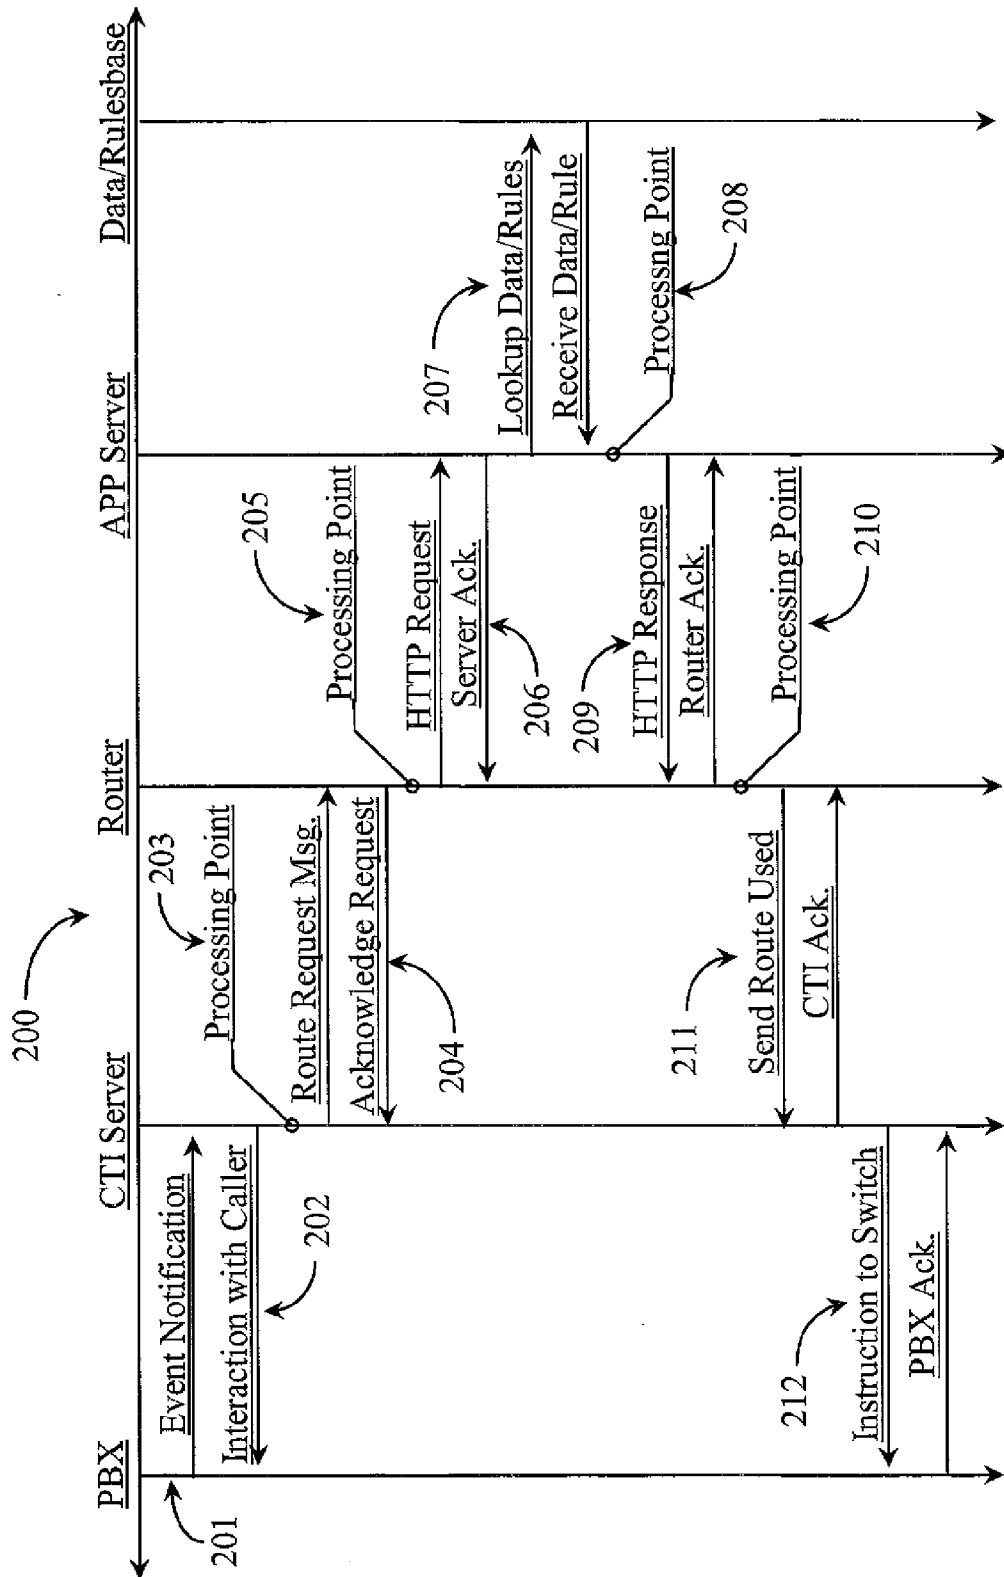 200
PBX
CTI Server
Router
APP Server
Data/Rulesbase
201
Event Notification
Interaction with Caller
202
203
Processing Point
Route Request Msg.
Acknowledge Request
204
205
Processing Point
HTTP Request
Server Ack.
206
207
Lookup Data/Rules
Receive Data/Rule
Processng Point
208
209
HTTP Response
Router Ack.
Processing Point
210
211
Send Route Used
CTI Ack.
212
Instruction to Switch
PBX Ack.